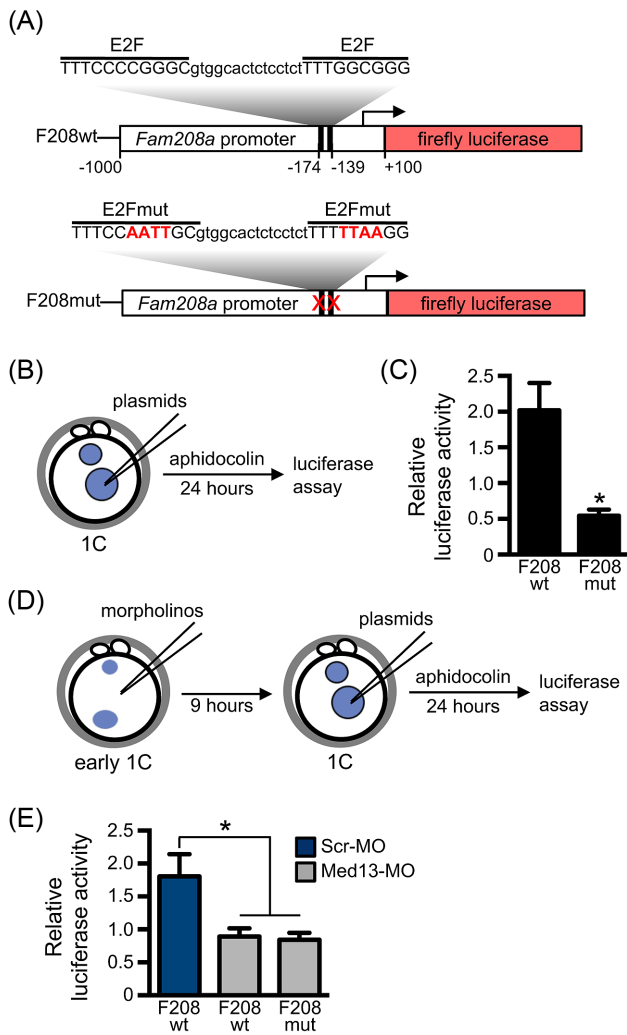 (A)
E2F E2F
TTTCCCCGGGCgtggcactctcctctTTTGGCGGG
F208wt
Fam208a promoter
firefly luciferase
-1000 -174 -139 +100
E2Fmut E2Fmut
TTTCCAATTGCgtggcactctcctctTTTTTAAGG
F208mut
Fam208a promoter
X X
firefly luciferase
(B)
plasmids
aphidocolin
24 hours
luciferase
assay
1C
(C)
Relative
luciferase activity
2.5
2.0
1.5
1.0
0.5
0
*
F208
wt
F208
mut
(D)
morpholinos
early 1C
9 hours
plasmids
1C
aphidocolin
24 hours
luciferase
assay
(E)
Relative
luciferase activity
2.5
2.0
1.5
1.0
0.5
0
*
Scr-MO
Med13-MO
F208
wt
F208
wt
F208
mut